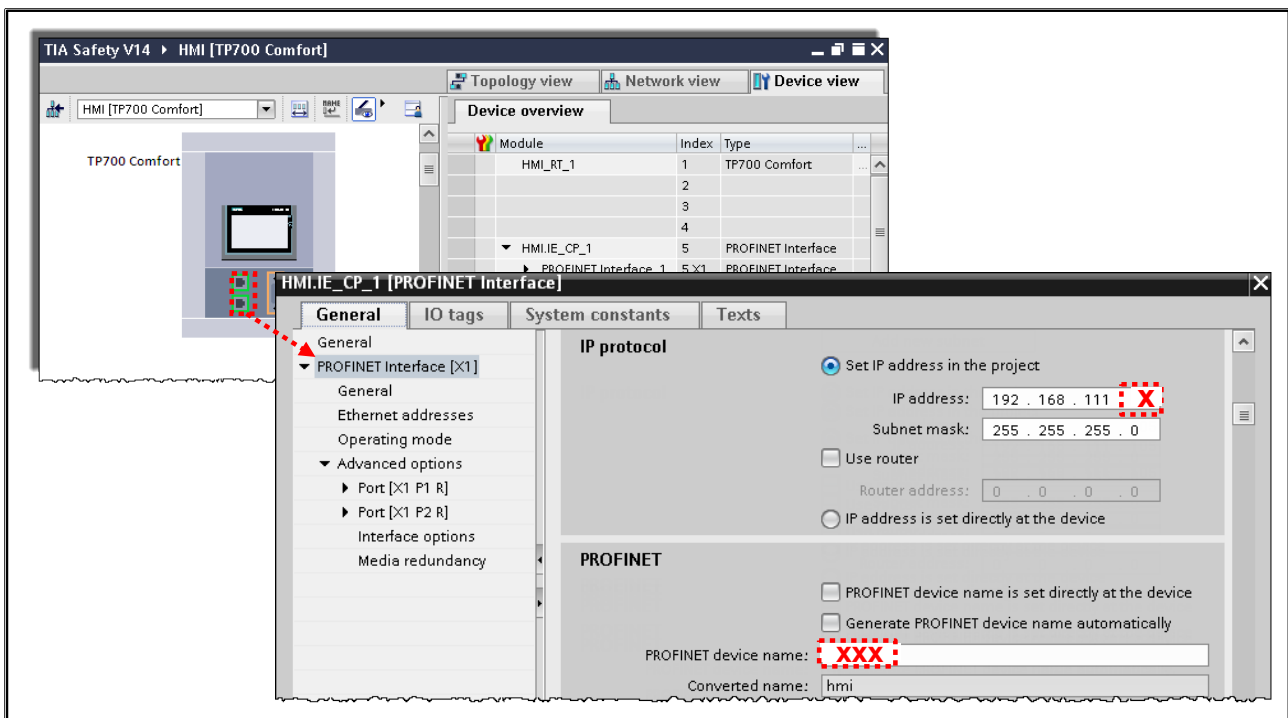 TIA Safety V14 ▸ HMI [TP700 Comfort]
Topology view Network view Device view
HMI [TP700 Comfort]
Device overview
Module Index Type ...
TP700 Comfort
HMI_RT_1 1 TP700 Comfort ...
2
3
4
HMI.IE_CP_1 5 PROFINET Interface
PROFINET Interface_1 5 X1 PROFINET Interface
HMI.IE_CP_1 [PROFINET Interface]
General IO tags System constants Texts
General
PROFINET Interface [X1]
General
Ethernet addresses
Operating mode
Advanced options
Port [X1 P1 R]
Port [X1 P2 R]
Interface options
Media redundancy
IP protocol
Set IP address in the project
IP address: 192 . 168 . 111 . X
Subnet mask: 255 . 255 . 255 . 0
Use router
Router address: 0 . 0 . 0 . 0
IP address is set directly at the device
PROFINET
PROFINET device name is set directly at the device
Generate PROFINET device name automatically
PROFINET device name: XXX
Converted name: hmi